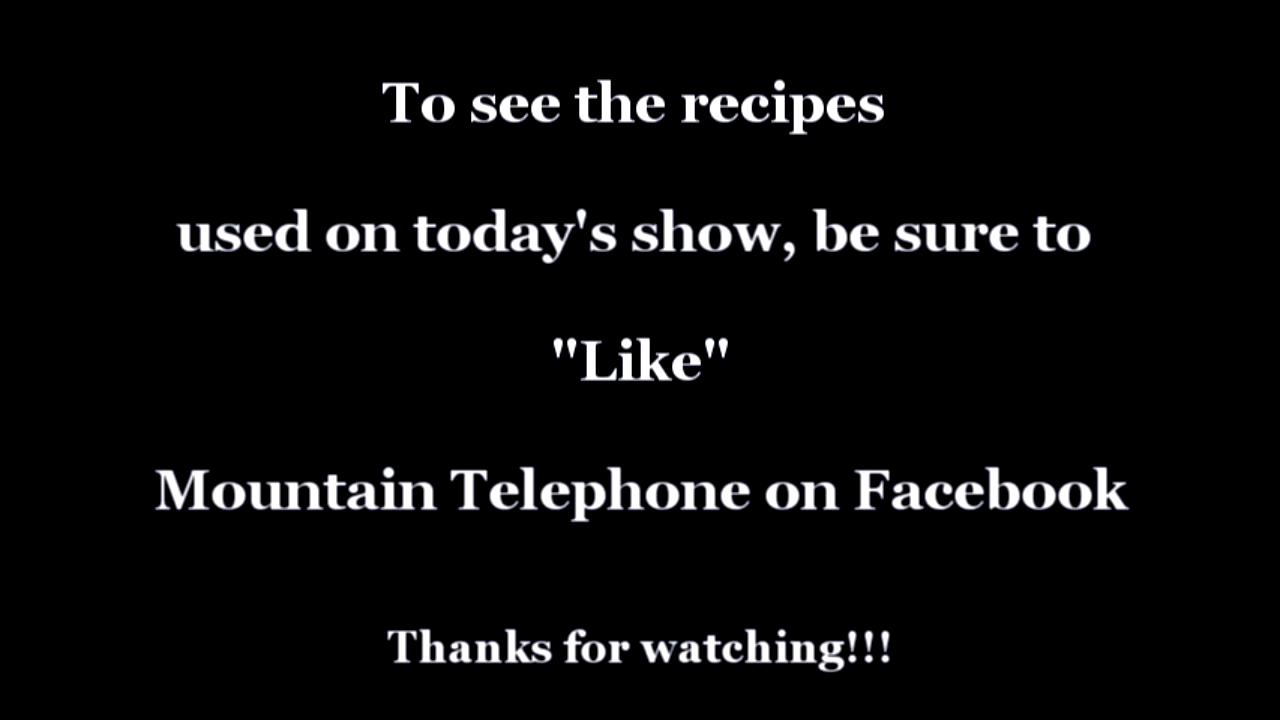 To see the recipes
used on today's show, be sure to
"Like"
Mountain Telephone on Facebook
Thanks for watching!!!